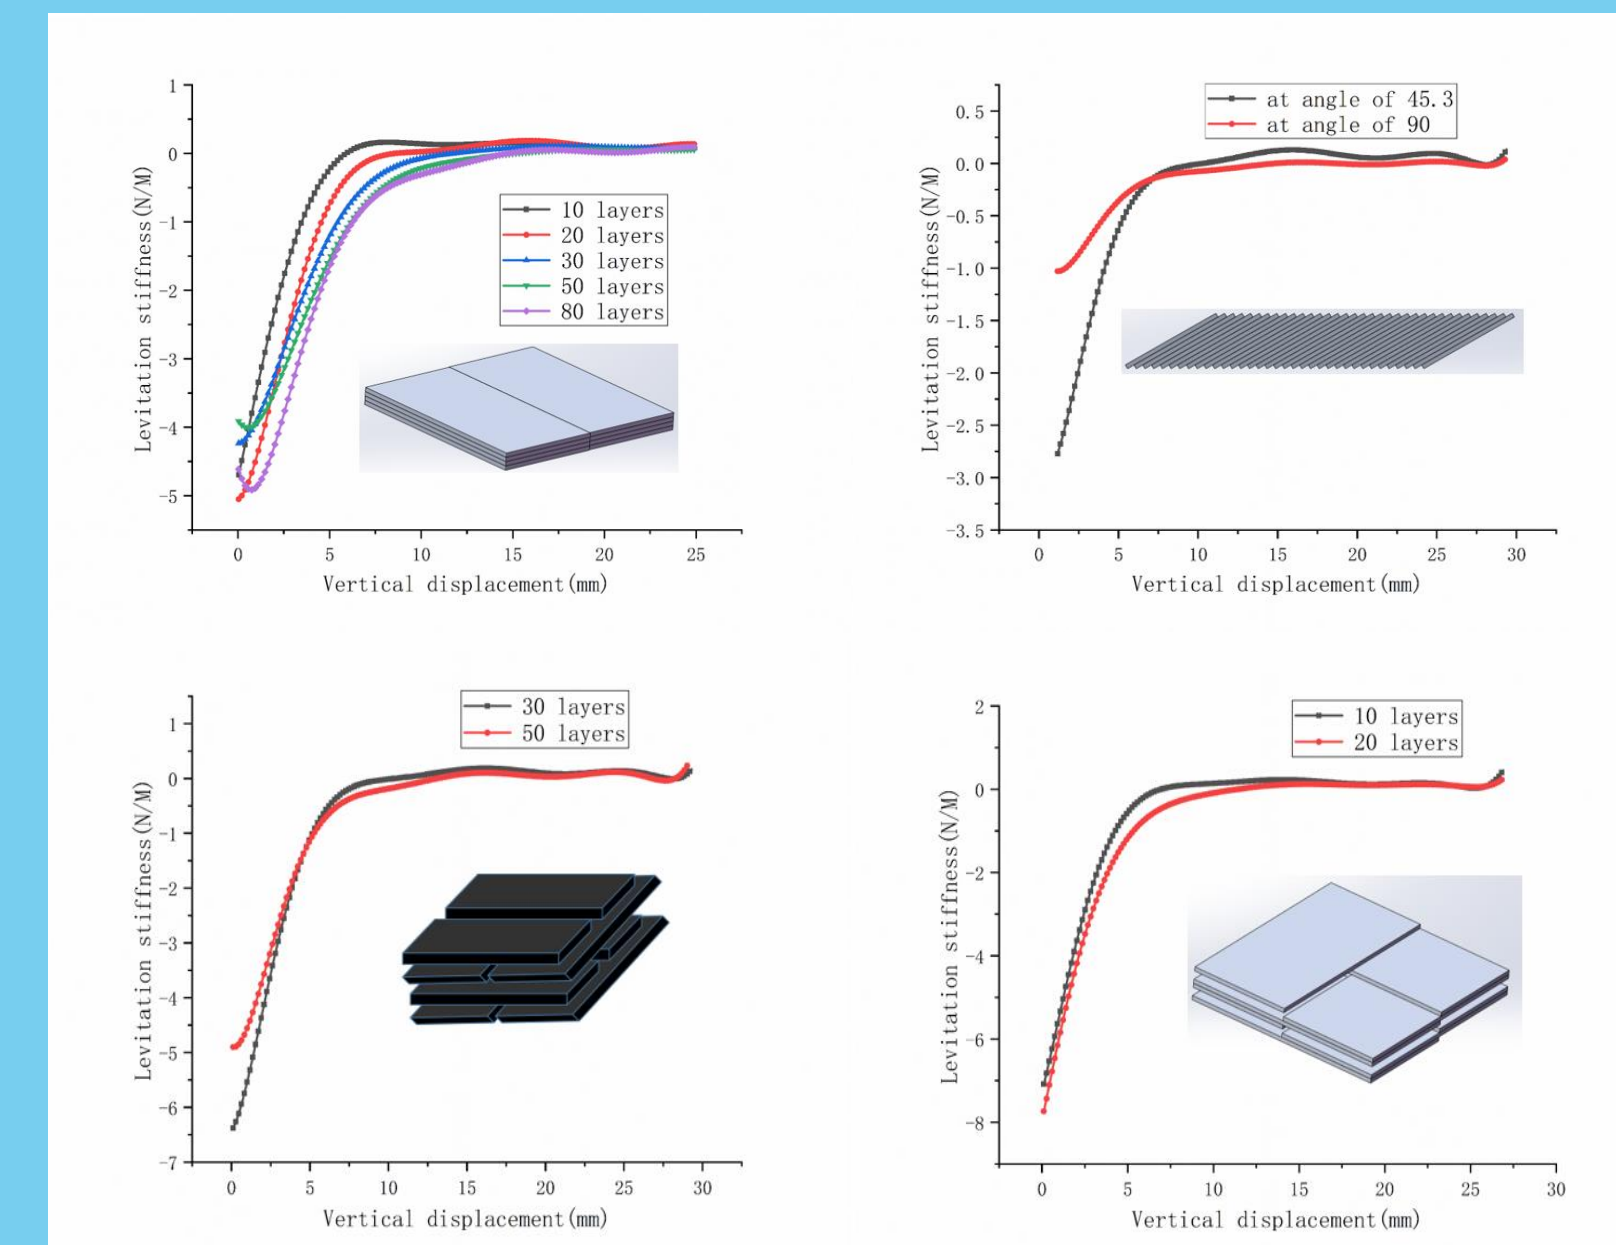 1
0
-1
-2
-3
-4
-5
Levitation stiffness(N/M)
10 layers
20 layers
30 layers
50 layers
80 layers
0 5 10 15 20 25
Vertical displacement(mm)
0.5
0.0
-0.5
-1.0
-1.5
-2.0
-2.5
-3.0
-3.5
Levitation stiffness(N/M)
at angle of 45.3
at angle of 90
0 5 10 15 20 25 30
Vertical displacement(mm)
1
0
-1
-2
-3
-4
-5
-6
-7
Levitation stiffness(N/M)
30 layers
50 layers
0 5 10 15 20 25 30
Vertical displacement(mm)
2
0
-2
-4
-6
-8
Levitation stiffness(N/M)
10 layers
20 layers
0 5 10 15 20 25 30
Vertical displacement(mm)